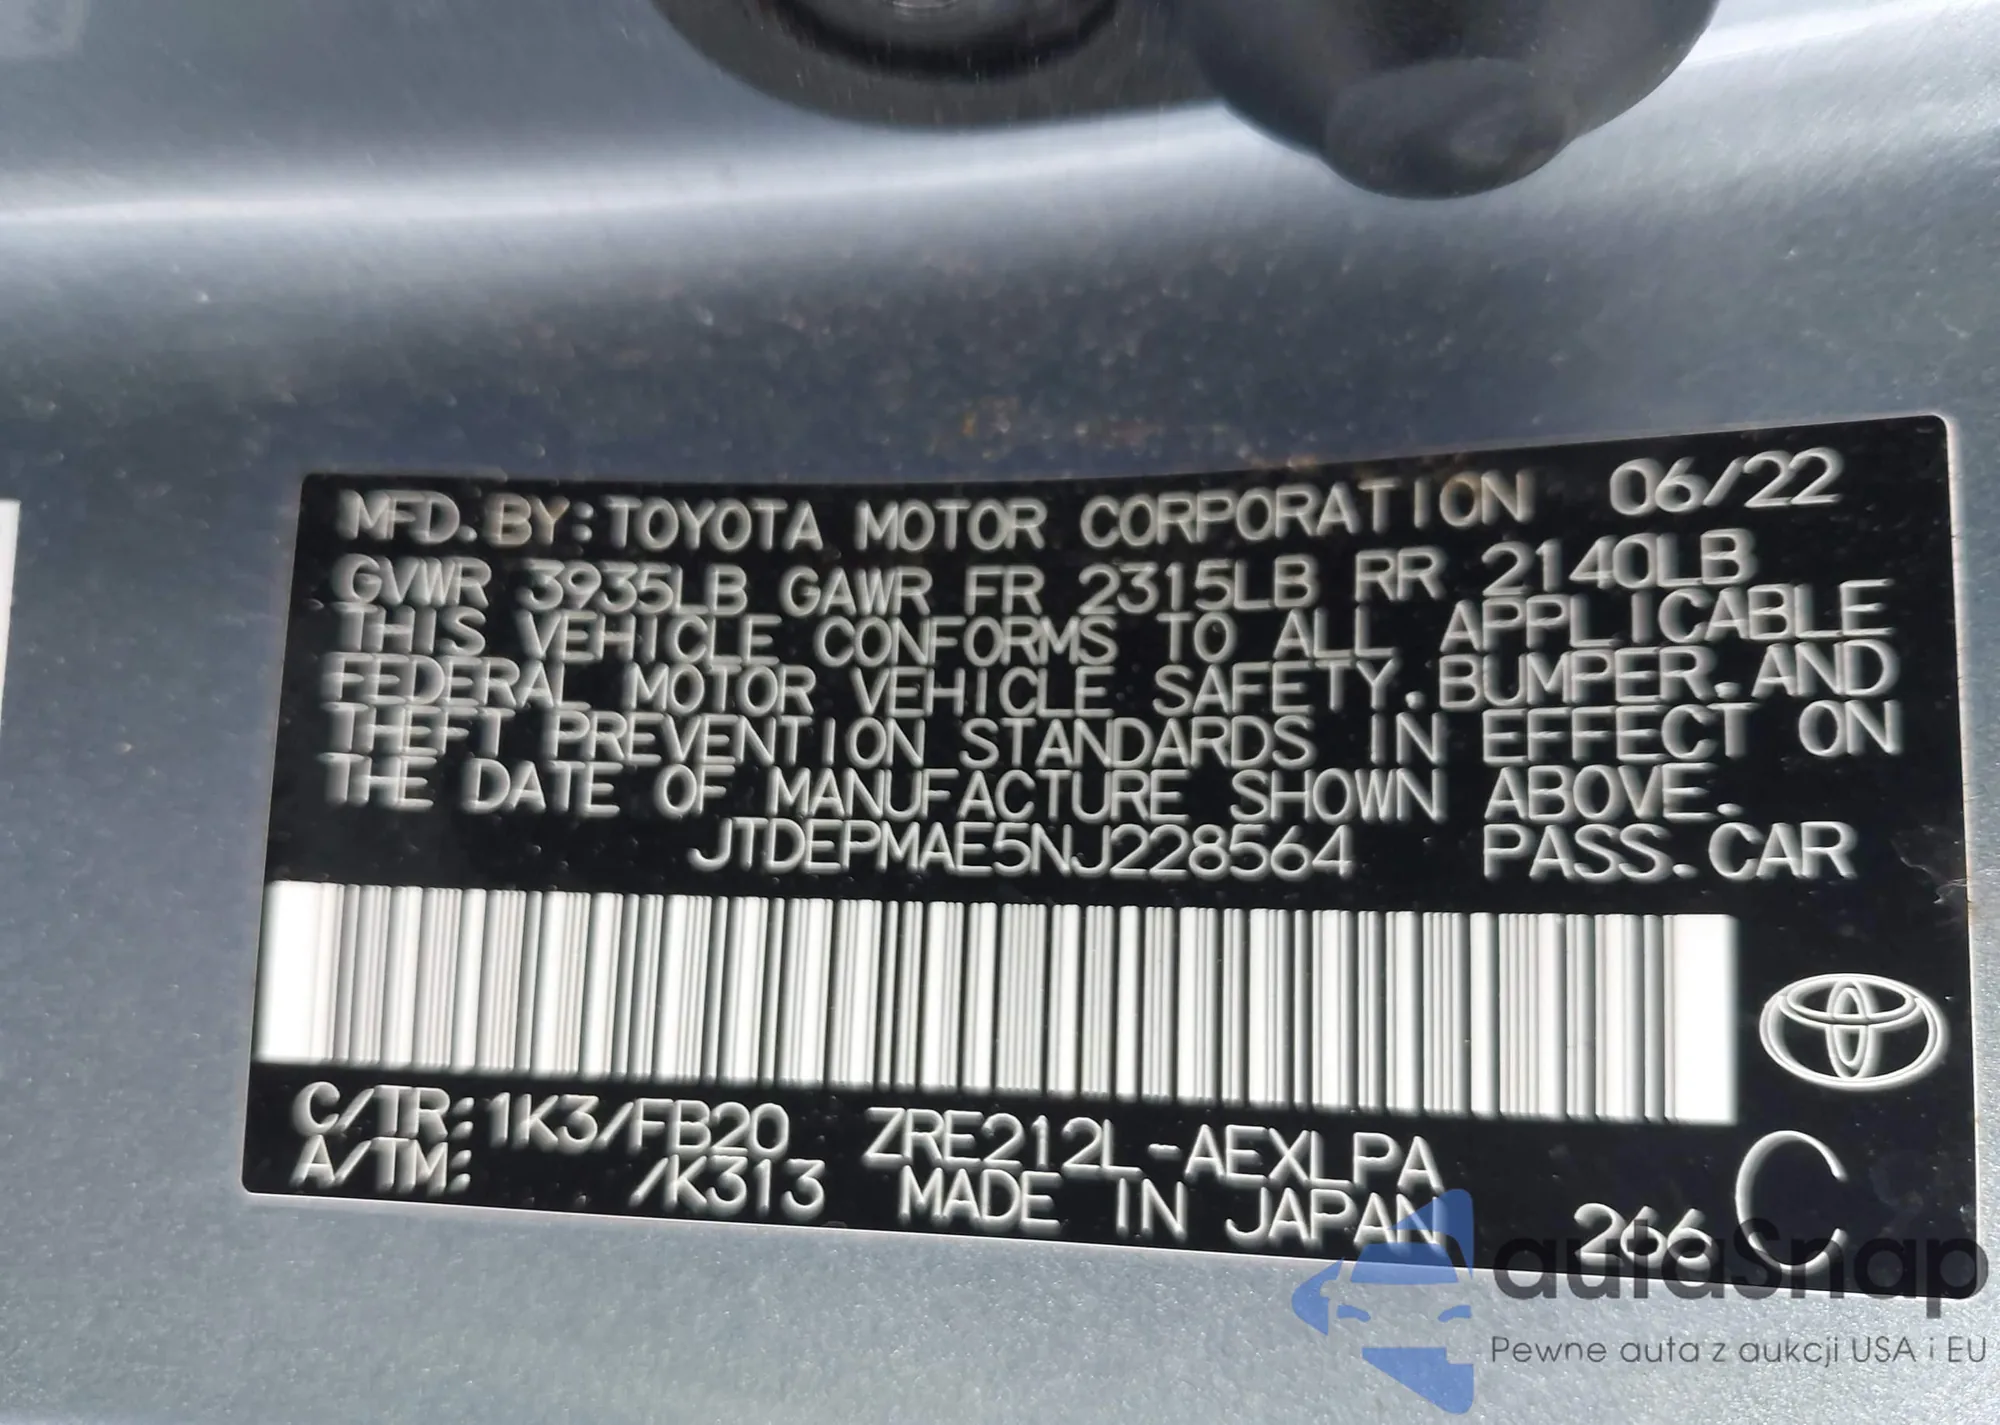 MFD. BY: TOYOTA MOTOR CORPORATION 06/22
GVWR 3935LB GAWR FR 2315LB RR 2140LB
THIS VEHICLE CONFORMS TO ALL APPLICABLE
FEDERAL MOTOR VEHICLE SAFETY, BUMPER, AND
THEFT PREVENTION STANDARDS IN EFFECT ON
THE DATE OF MANUFACTURE SHOWN ABOVE.
JTDEPMAE5NJ228564 PASS. CAR
C/TR: 1K3/FB20 ZRE212L-AEXLPA
A/TM: /K313 MADE IN JAPAN 266 C
autoSnap
Pewne auta z aukcji USA i EU